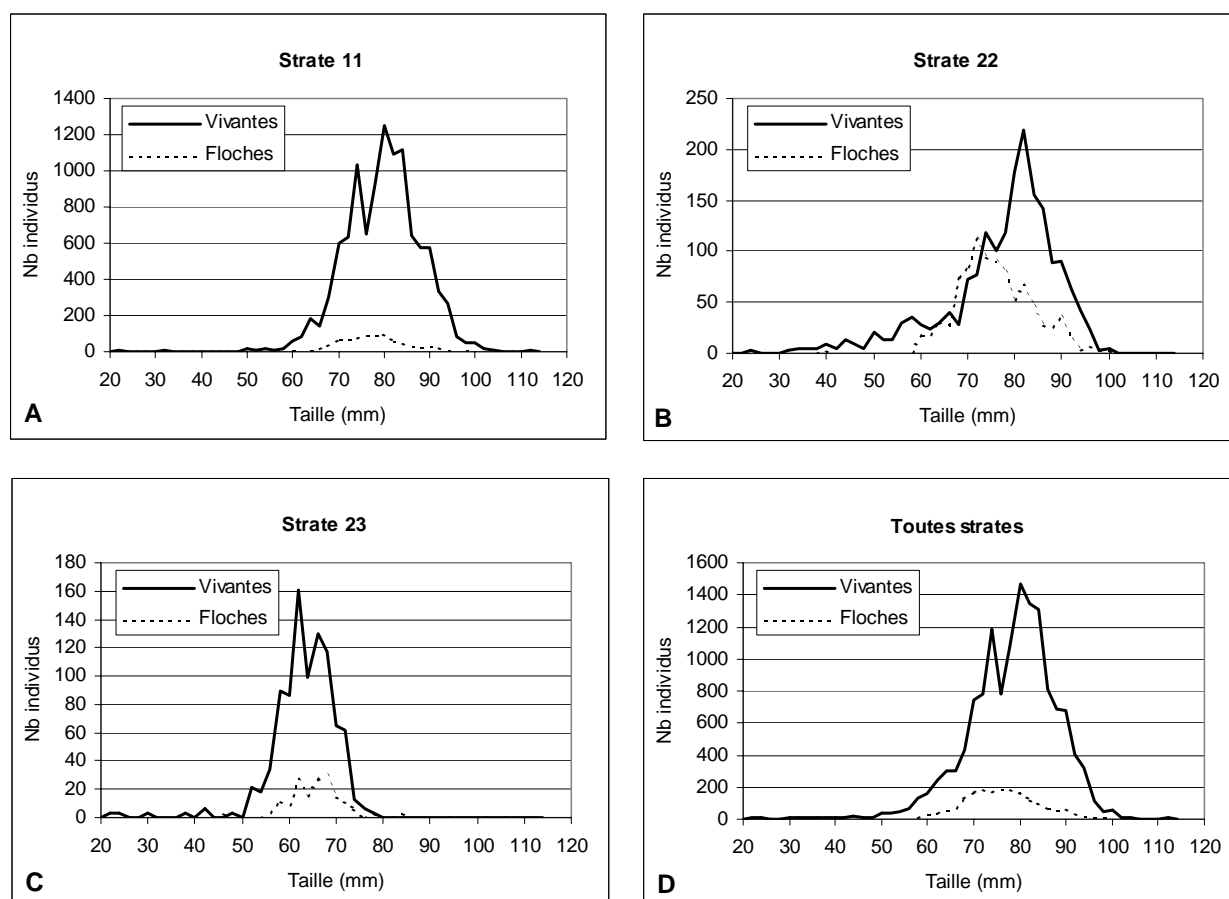 Strate 11
1400
1200
1000
800
600
400
200
0
Nb individus
Vivantes
Floches
20 30 40 50 60 70 80 90 100 110 120
Taille (mm)
A
Strate 22
250
200
150
100
50
0
Nb individus
Vivantes
Floches
20 30 40 50 60 70 80 90 100 110 120
Taille (mm)
B
Strate 23
180
160
140
120
100
80
60
40
20
0
Nb individus
Vivantes
Floches
20 30 40 50 60 70 80 90 100 110 120
Taille (mm)
C
Toutes strates
1600
1400
1200
1000
800
600
400
200
0
Nb individus
Vivantes
Floches
20 30 40 50 60 70 80 90 100 110 120
Taille (mm)
D